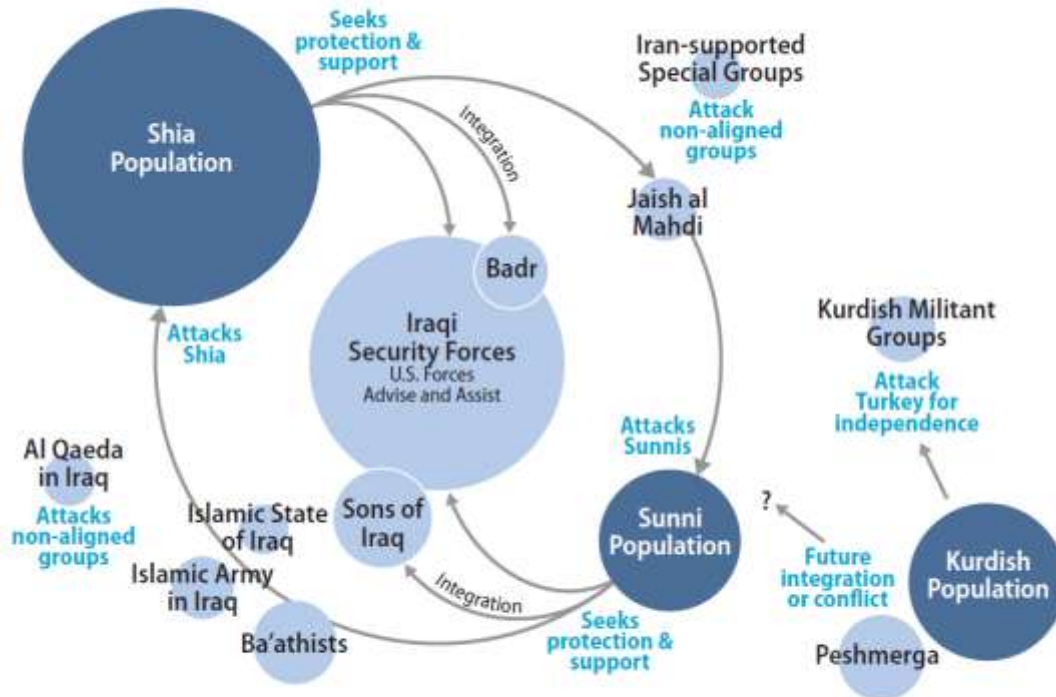 Seeks
protection &
support
Iran-supported
Special Groups
Attack
non-aligned
groups
Shia
Population
Integration
Jaish al
Mahdi
Badr
Iraqi
Security Forces
U.S. Forces
Advise and Assist
Kurdish Militant
Groups
Attack
Turkey for
independence
Attacks
Shia
Attacks
Sunnis
Al Qaeda
in Iraq
Attacks
non-aligned
groups
Islamic State
of Iraq
Sons of
Iraq
Sunni
Population
?
Future
integration
or conflict
Kurdish
Population
Islamic Army
in Iraq
Integration
Ba'athists
Seeks
protection &
support
Peshmerga